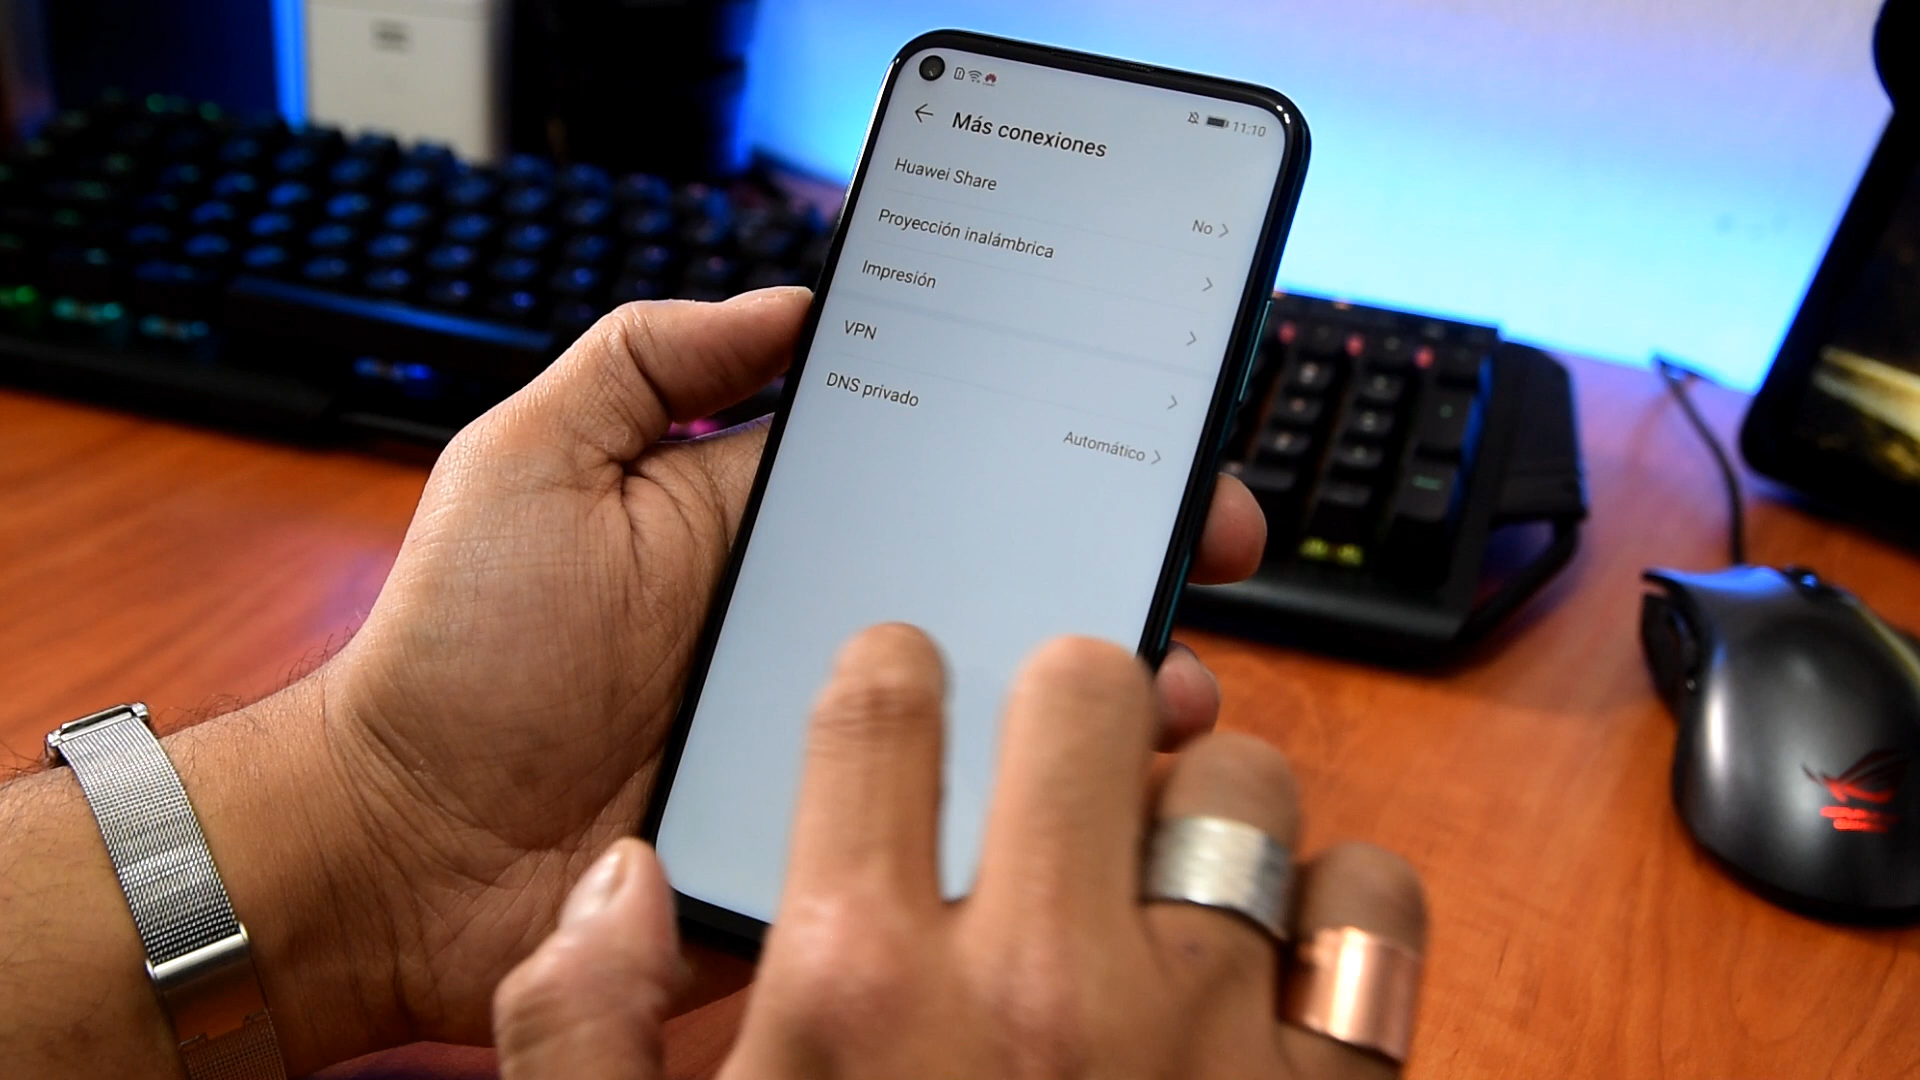 11:10
Más conexiones
Huawei Share
No
Proyección inalámbrica
Impresión
VPN
DNS privado
Automático